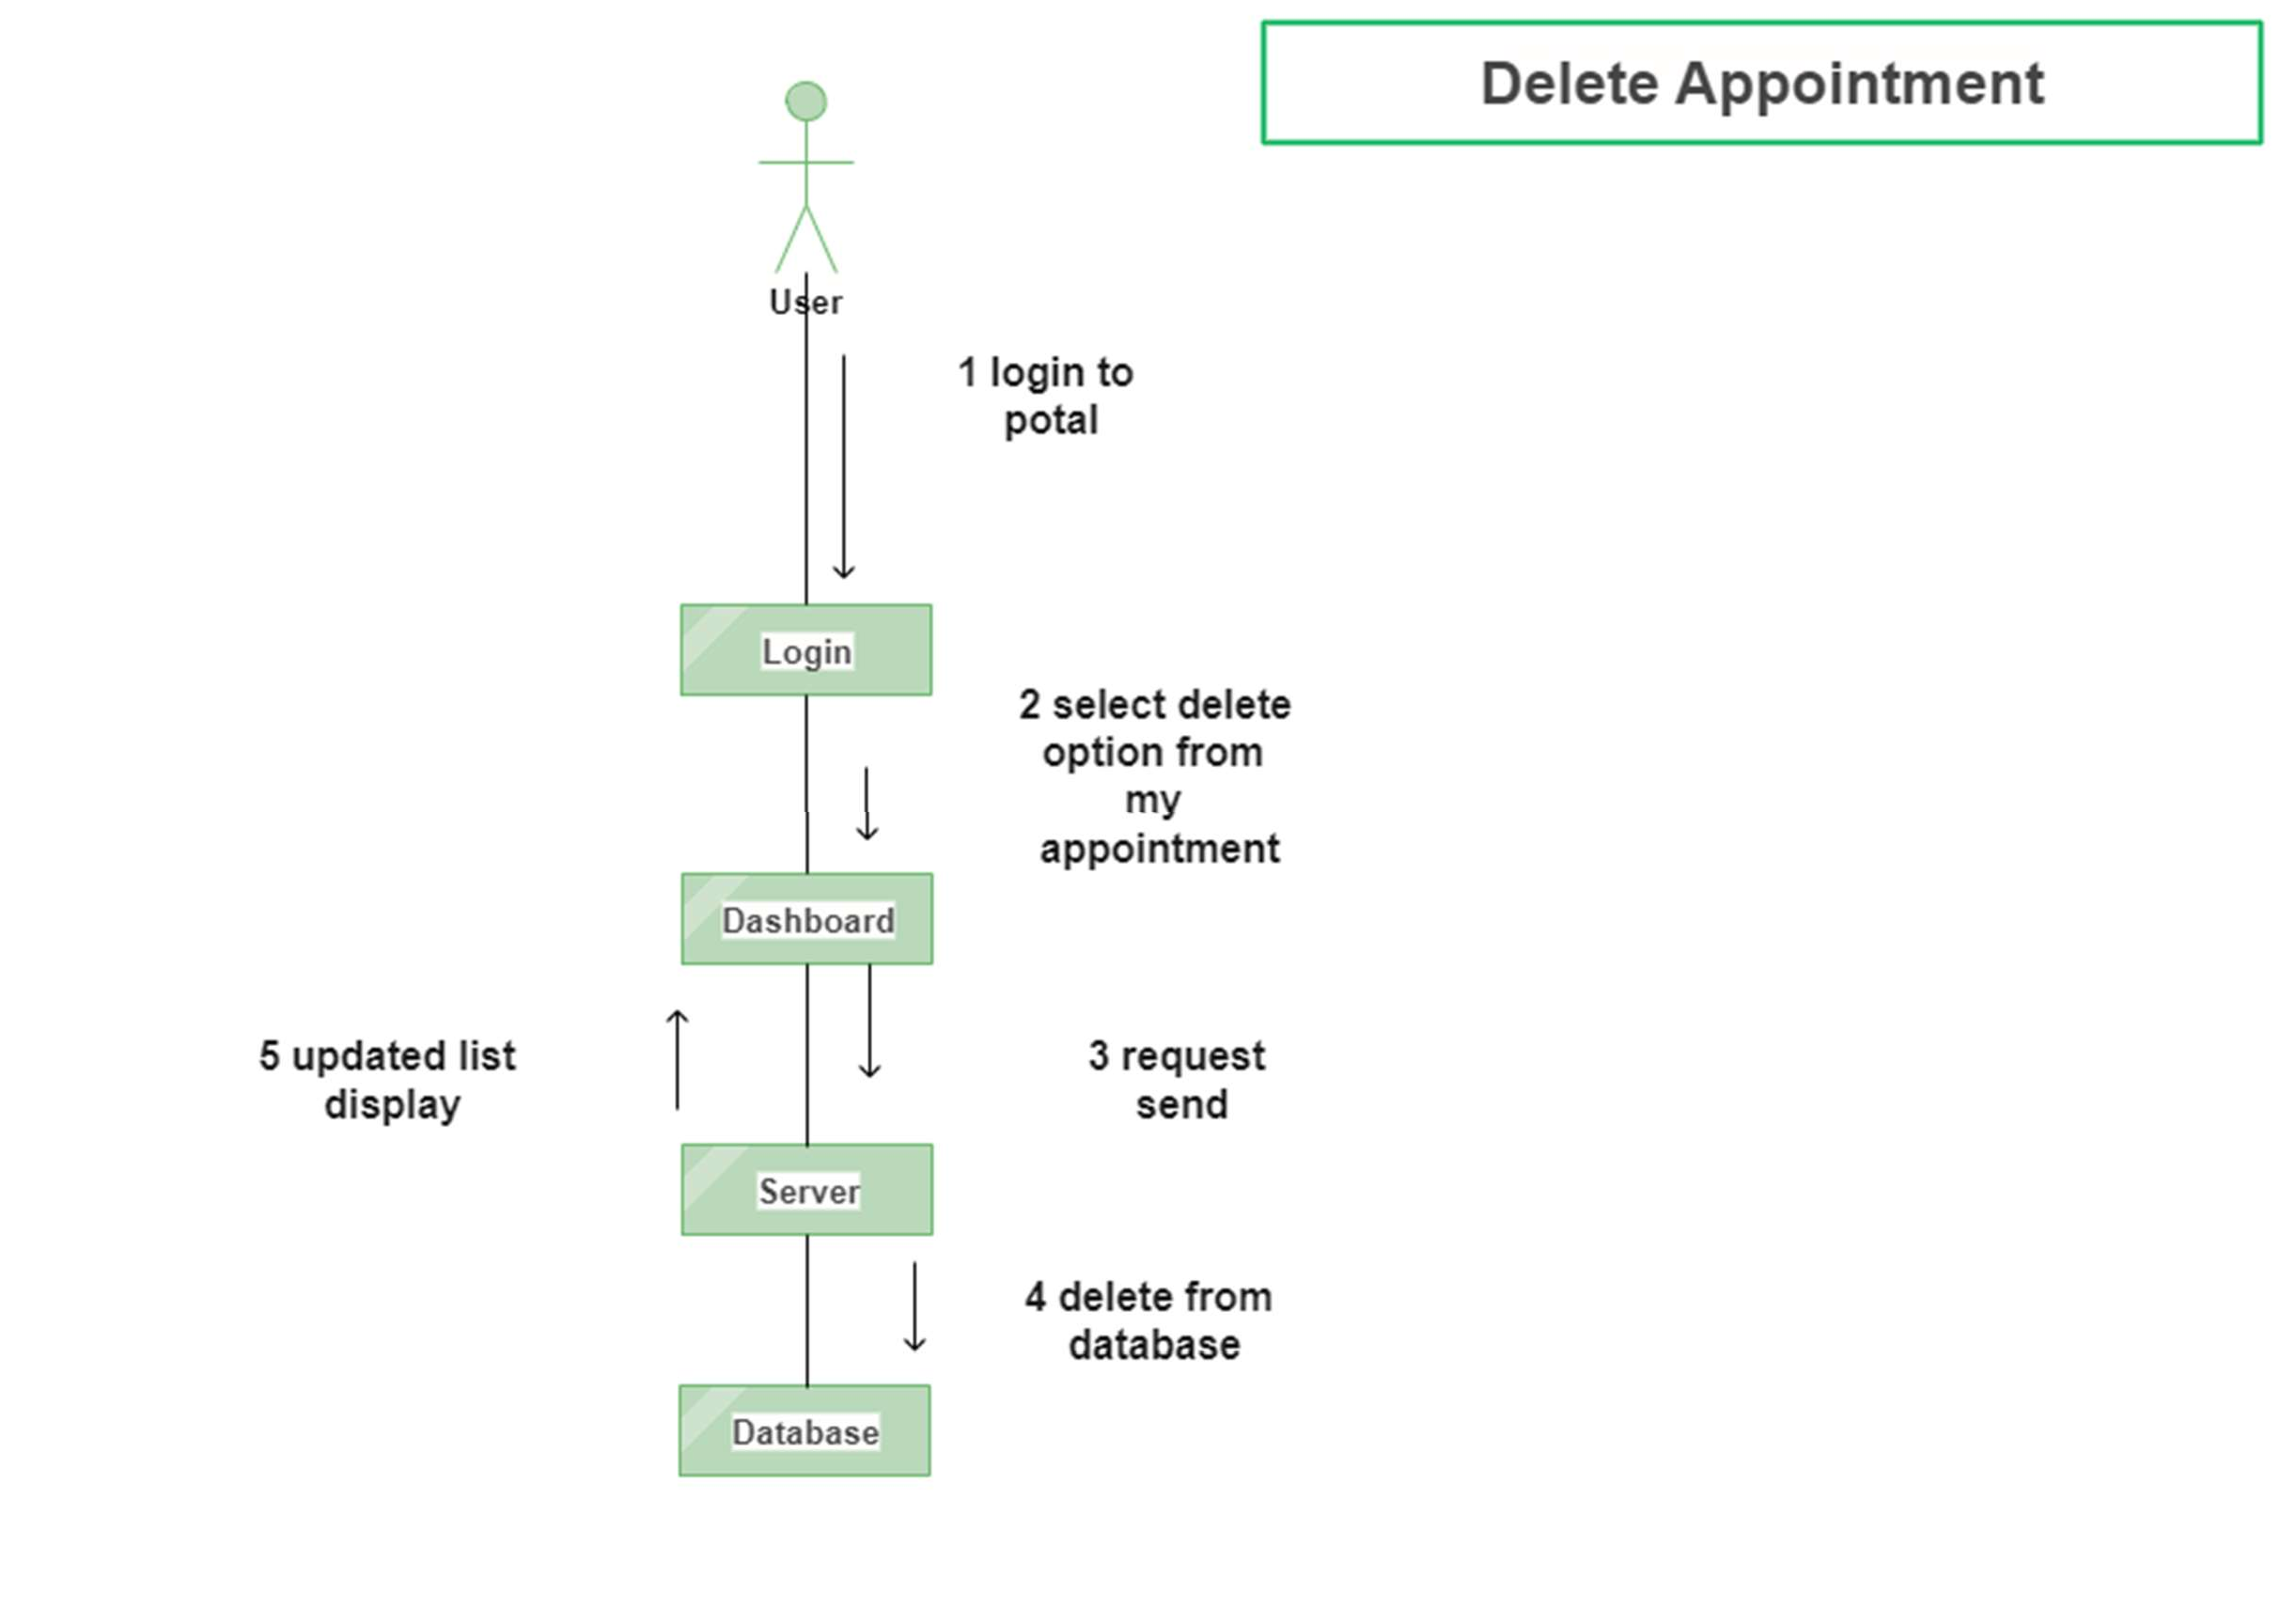 Delete Appointment
User
1 login to
potal
Login
2 select delete
option from
my
appointment
Dashboard
5 updated list
display
3 request
send
Server
4 delete from
database
Database